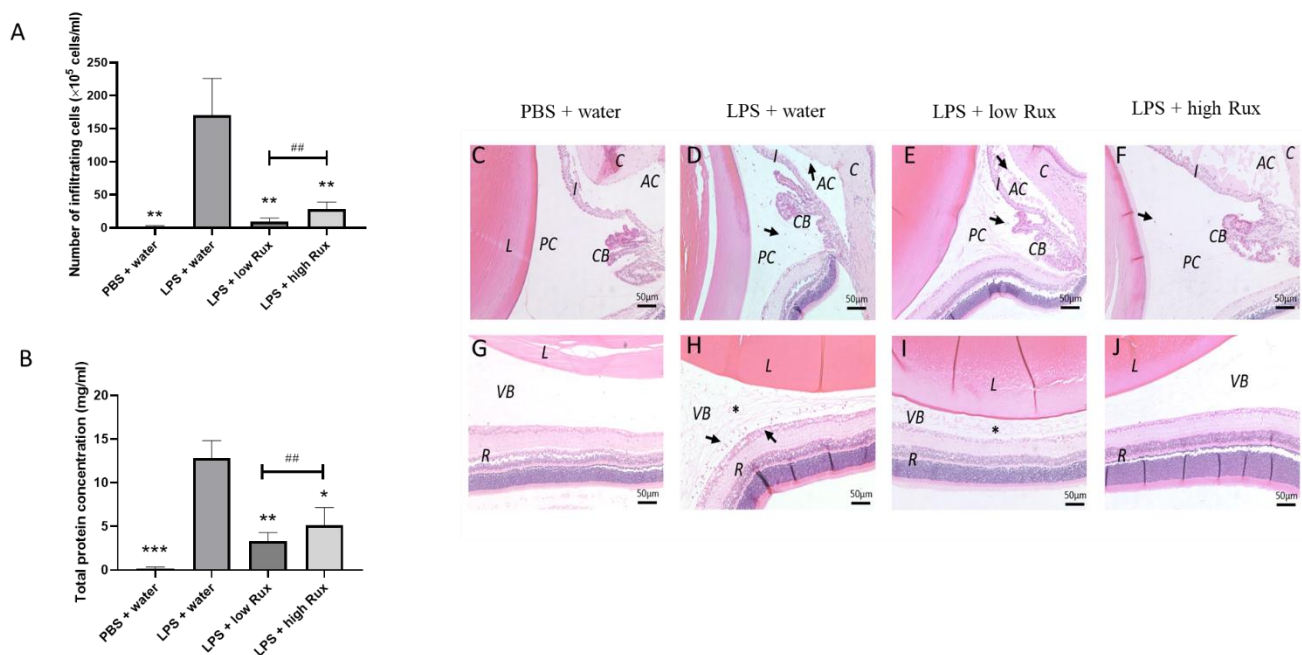 A
Number of infiltrating cells (×10⁵ cells/ml)
250
200
150
100
50
0
**
**
##
**
PBS + water
LPS + water
LPS + low Rux
LPS + high Rux
B
Total protein concentration (mg/ml)
20
15
10
5
0
***
**
##
*
PBS + water
LPS + water
LPS + low Rux
LPS + high Rux
PBS + water LPS + water LPS + low Rux LPS + high Rux
C
C
AC
I
L
PC
CB
50µm
D
I
C
AC
CB
PC
50µm
E
C
AC
I
PC
CB
50µm
F
I
AC
C
CB
PC
50µm
G
L
VB
R
50µm
H
L
VB
*
R
50µm
I
L
VB
*
R
50µm
J
L
VB
R
50µm